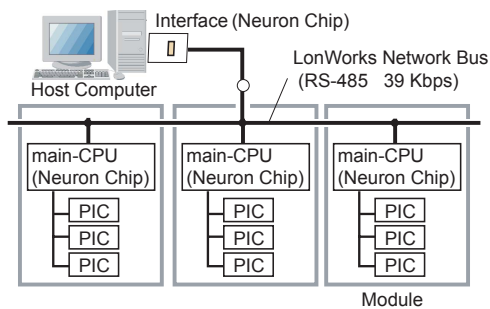 Interface (Neuron Chip)
LonWorks Network Bus
(RS-485 39 Kbps)
Host Computer
main-CPU
(Neuron Chip)
PIC
PIC
PIC
main-CPU
(Neuron Chip)
PIC
PIC
PIC
main-CPU
(Neuron Chip)
PIC
PIC
PIC
Module